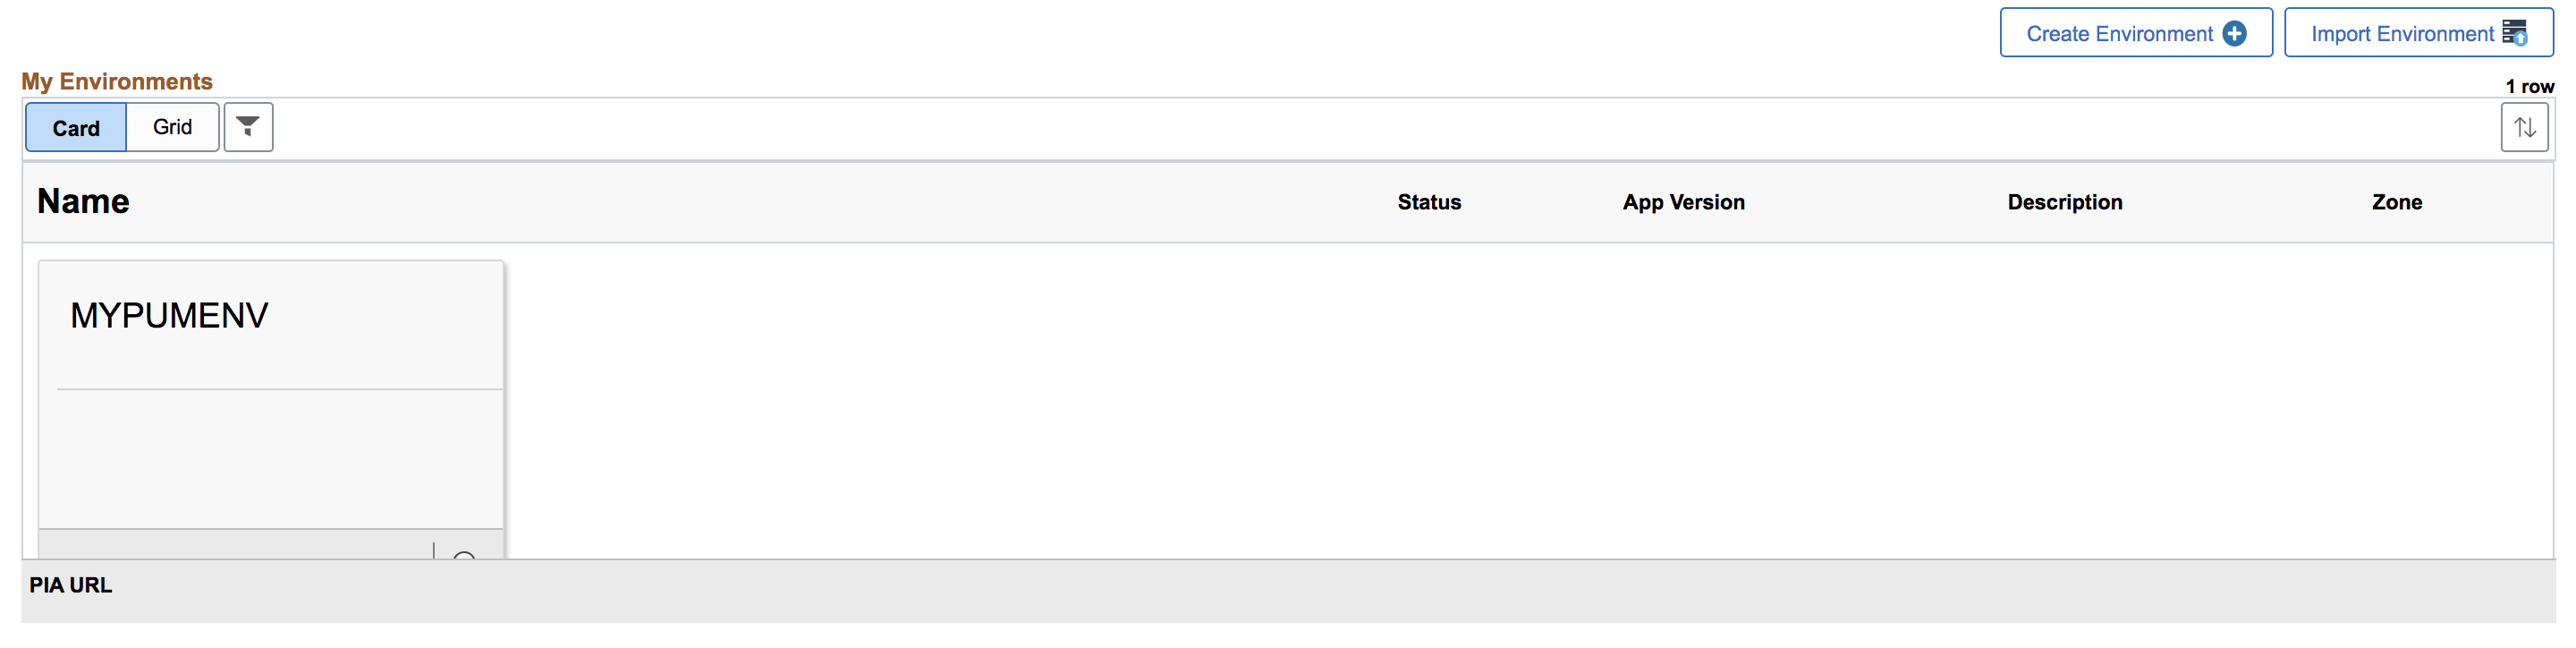 Create Environment
Import Environment
My Environments
1 row
Card Grid
Name Status App Version Description Zone
MYPUMENV
PIA URL